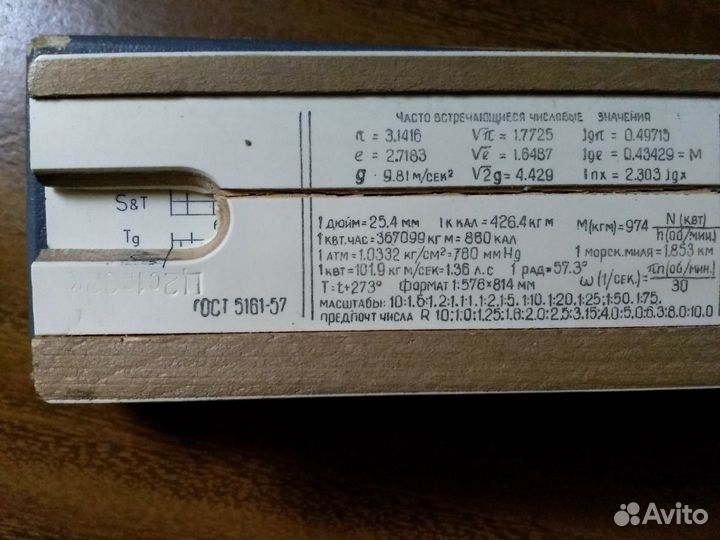 ЧАСТО ВСТРЕЧАЮЩИЕСЯ ЧИСЛОВЫЕ ЗНАЧЕНИЯ
π = 3.1416 √π = 1.7725 lgπ = 0.49715
e = 2.7183 √e = 1.6487 lge = 0.43429 = M
g = 9.81 м/сек² √2g = 4.429 lnx = 2.303 lgx
S&T
Tg
ГОСТ 5161-57
1 дюйм = 25.4 мм 1к кал = 426.4 кгм М(кгм) = 974 N (квт) / n(об/мин.)
1 квт.час = 367099 кгм = 860 кал
1 атм = 1.0332 кг/см² = 760 мм Hg 1 морск. миля = 1.853 км
1 квт = 101.9 кгм/сек = 1.36 л.с 1 рад = 57.3° ω(1/сек.) = πn(об/мин.) / 30
T = t+273° формат 1: 576×814 мм
масштабы: 10:1. 5:1, 2:1. 1:1. 1:2. 1:5. 1:10. 1:20. 1:25; 1:50. 1:75.
предпочт числа R 10; 1.0; 1.25; 1.6; 2.0; 2.5; 3.15; 4.0; 5.0; 6.3; 8.0; 10.0
Avito